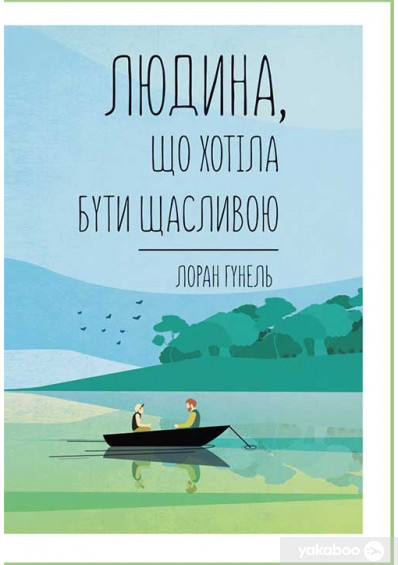 ЛЮДИНА,
ЩО ХОТІЛА
БУТИ ЩАСЛИВОЮ
ЛОРАН ГУНЕЛЬ
yakaboo